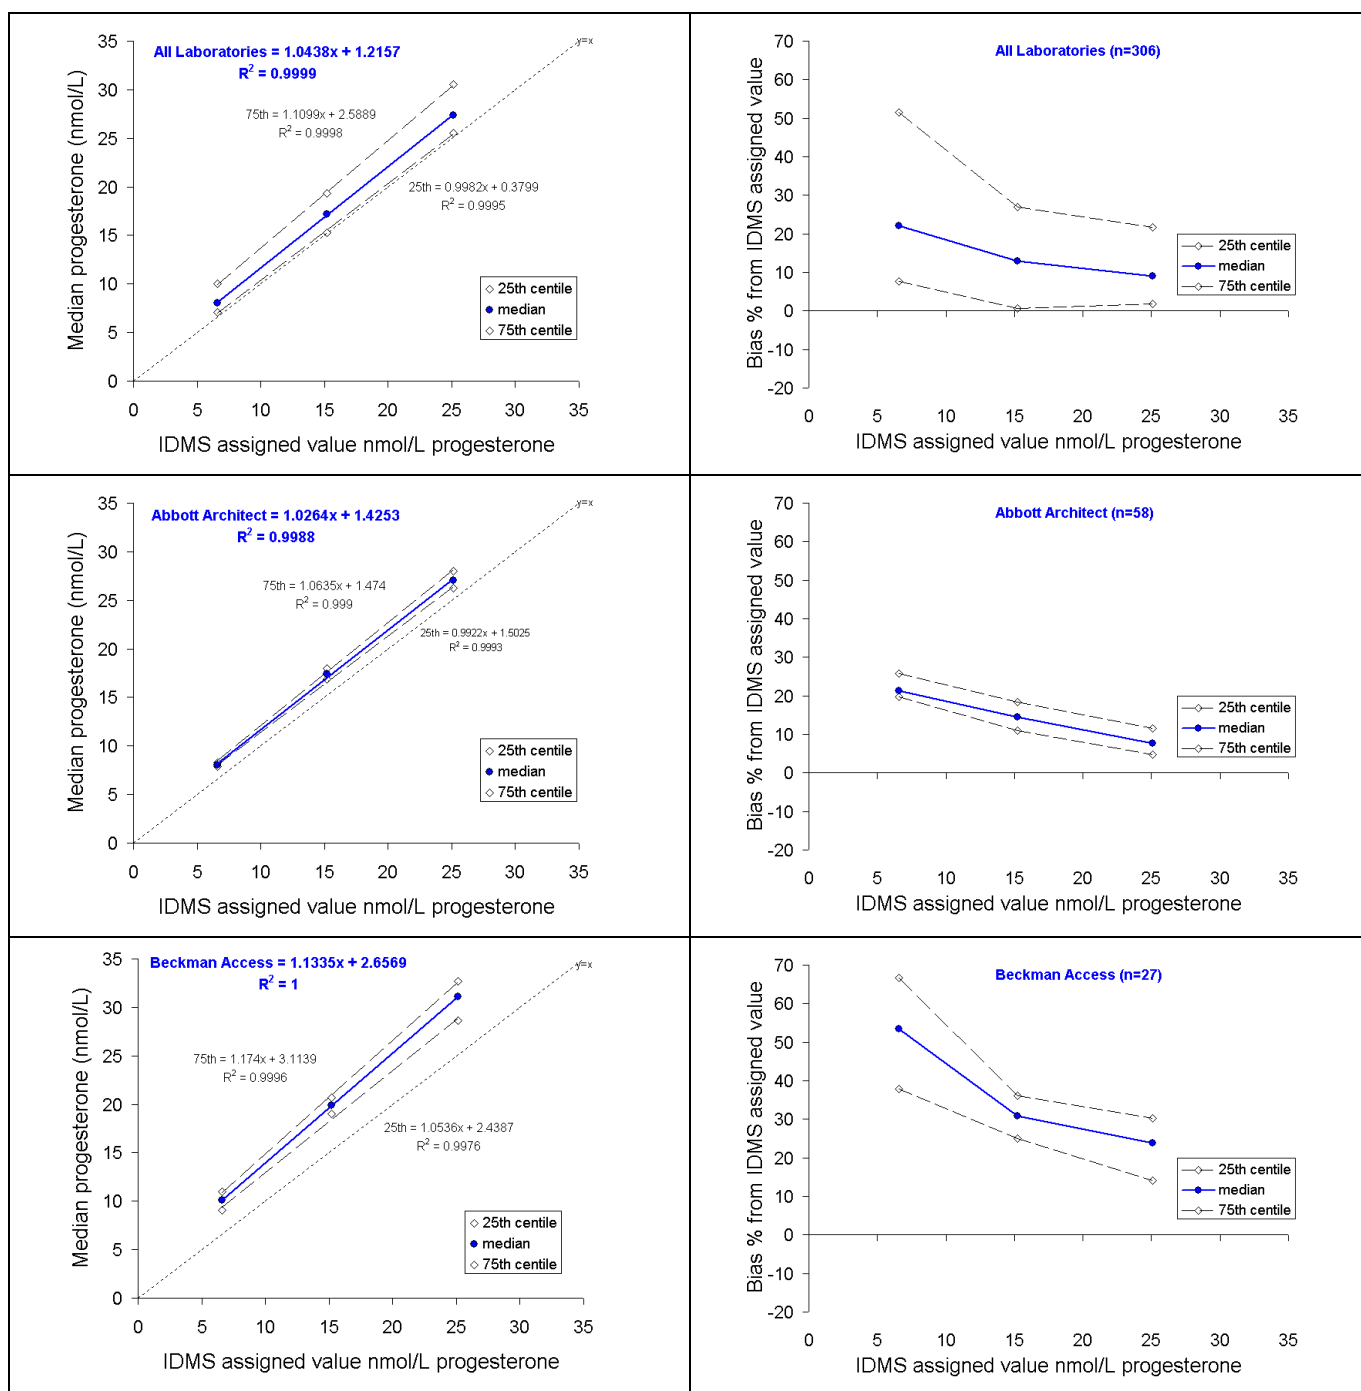 All Laboratories = 1.0438x + 1.2157
R² = 0.9999
75th = 1.1099x + 2.5889
R² = 0.9998
25th = 0.9982x + 0.3799
R² = 0.9995
y=x
Median progesterone (nmol/L)
35
30
25
20
15
10
5
0
0 5 10 15 20 25 30 35
IDMS assigned value nmol/L progesterone
25th centile
median
75th centile
All Laboratories (n=306)
Bias % from IDMS assigned value
70
60
50
40
30
20
10
0
-10
-20
0 5 10 15 20 25 30 35
IDMS assigned value nmol/L progesterone
25th centile
median
75th centile
Abbott Architect = 1.0264x + 1.4253
R² = 0.9988
75th = 1.0635x + 1.474
R² = 0.999
25th = 0.9922x + 1.5025
R² = 0.9993
y=x
Median progesterone (nmol/L)
35
30
25
20
15
10
5
0
0 5 10 15 20 25 30 35
IDMS assigned value nmol/L progesterone
25th centile
median
75th centile
Abbott Architect (n=58)
Bias % from IDMS assigned value
70
60
50
40
30
20
10
0
-10
-20
0 5 10 15 20 25 30 35
IDMS assigned value nmol/L progesterone
25th centile
median
75th centile
Beckman Access = 1.1335x + 2.6569
R² = 1
75th = 1.174x + 3.1139
R² = 0.9996
25th = 1.0536x + 2.4387
R² = 0.9976
y=x
Median progesterone (nmol/L)
35
30
25
20
15
10
5
0
0 5 10 15 20 25 30 35
IDMS assigned value nmol/L progesterone
25th centile
median
75th centile
Beckman Access (n=27)
Bias % from IDMS assigned value
70
60
50
40
30
20
10
0
-10
-20
0 5 10 15 20 25 30 35
IDMS assigned value nmol/L progesterone
25th centile
median
75th centile